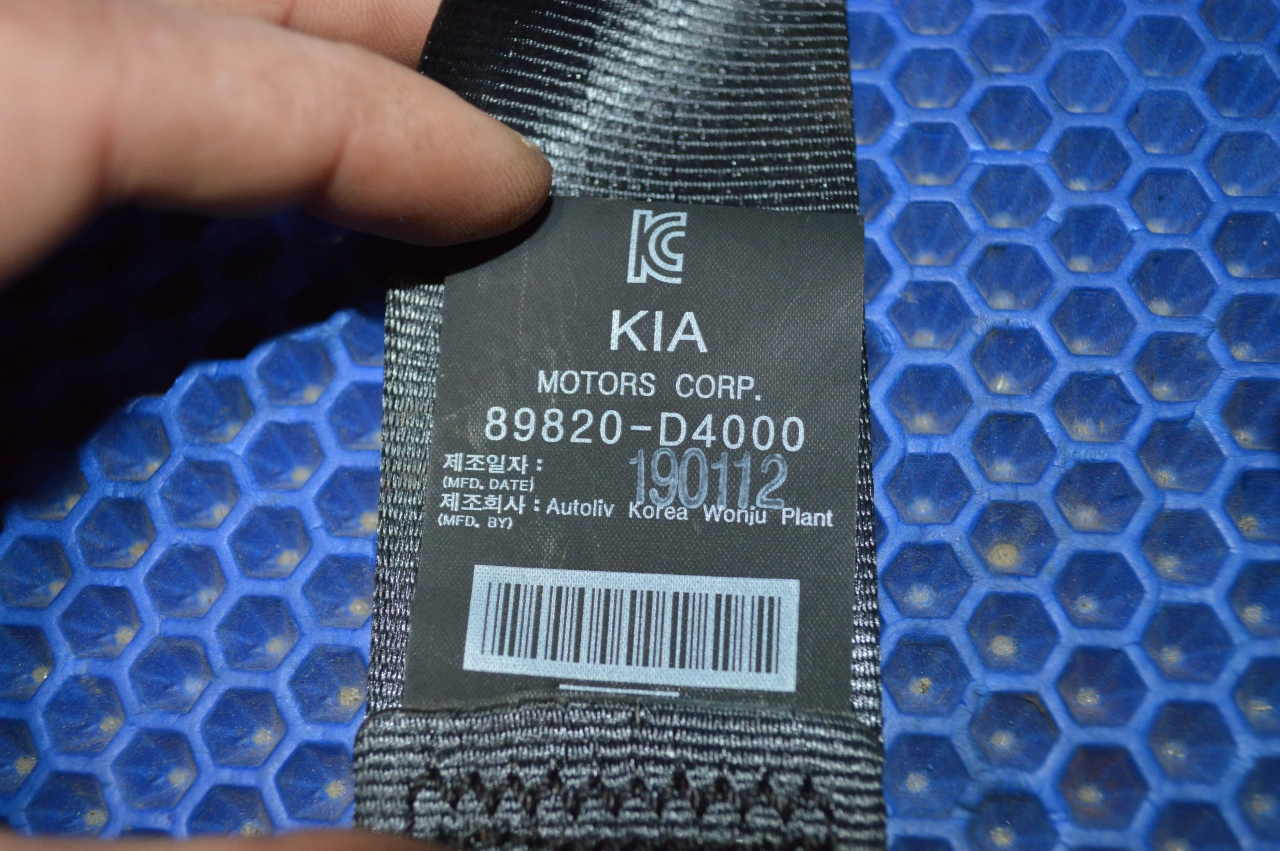 KC
KIA
MOTORS CORP.
89820-D4000
제조일자 : 190112
(MFD. DATE)
제조회사 : Autoliv Korea Wonju Plant
(MFD. BY)